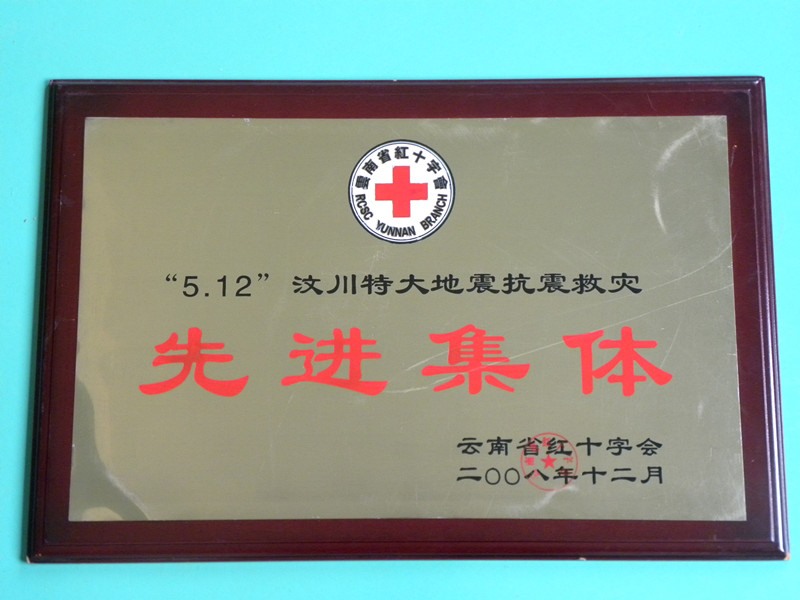 雲南省紅十字會
RCSC YUNNAN BRANCH
“5.12”汶川特大地震抗震救灾
先进集体
云南省红十字会
二○○八年十二月